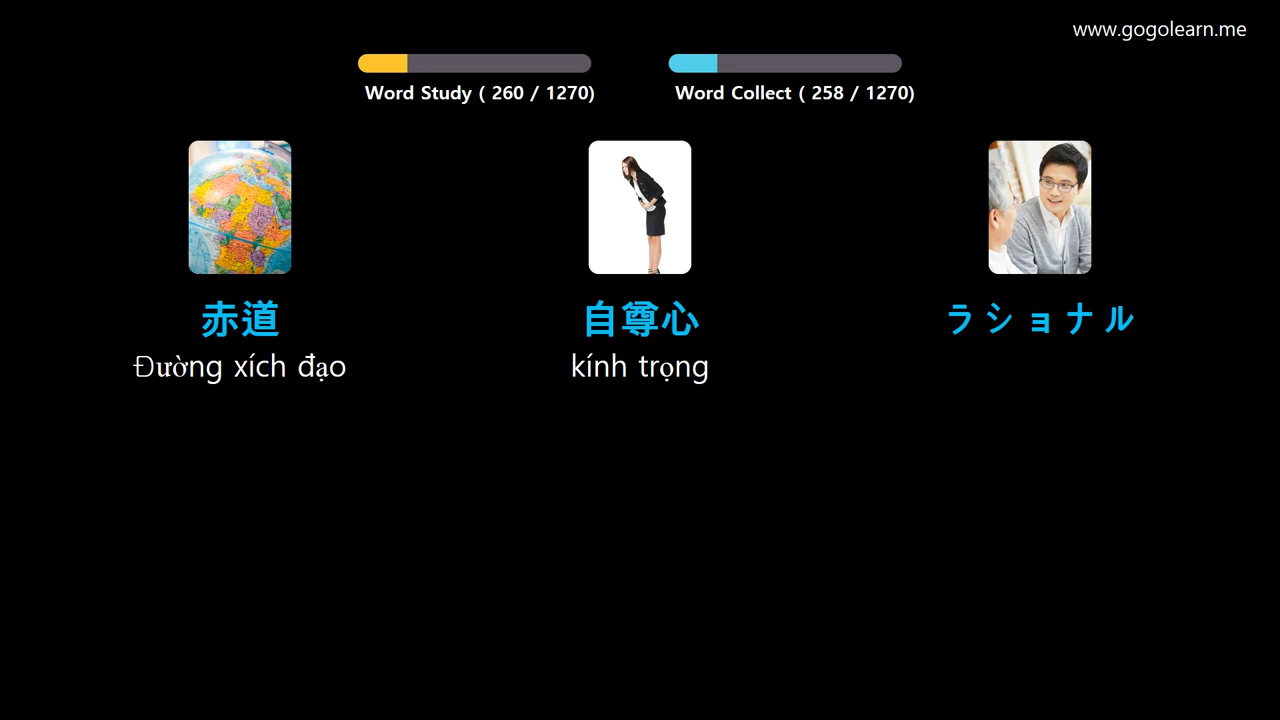 www.gogolearn.me
Word Study ( 260 / 1270)
Word Collect ( 258 / 1270)
赤道
自尊心
ラショナル
Đường xích đạo
kính trọng